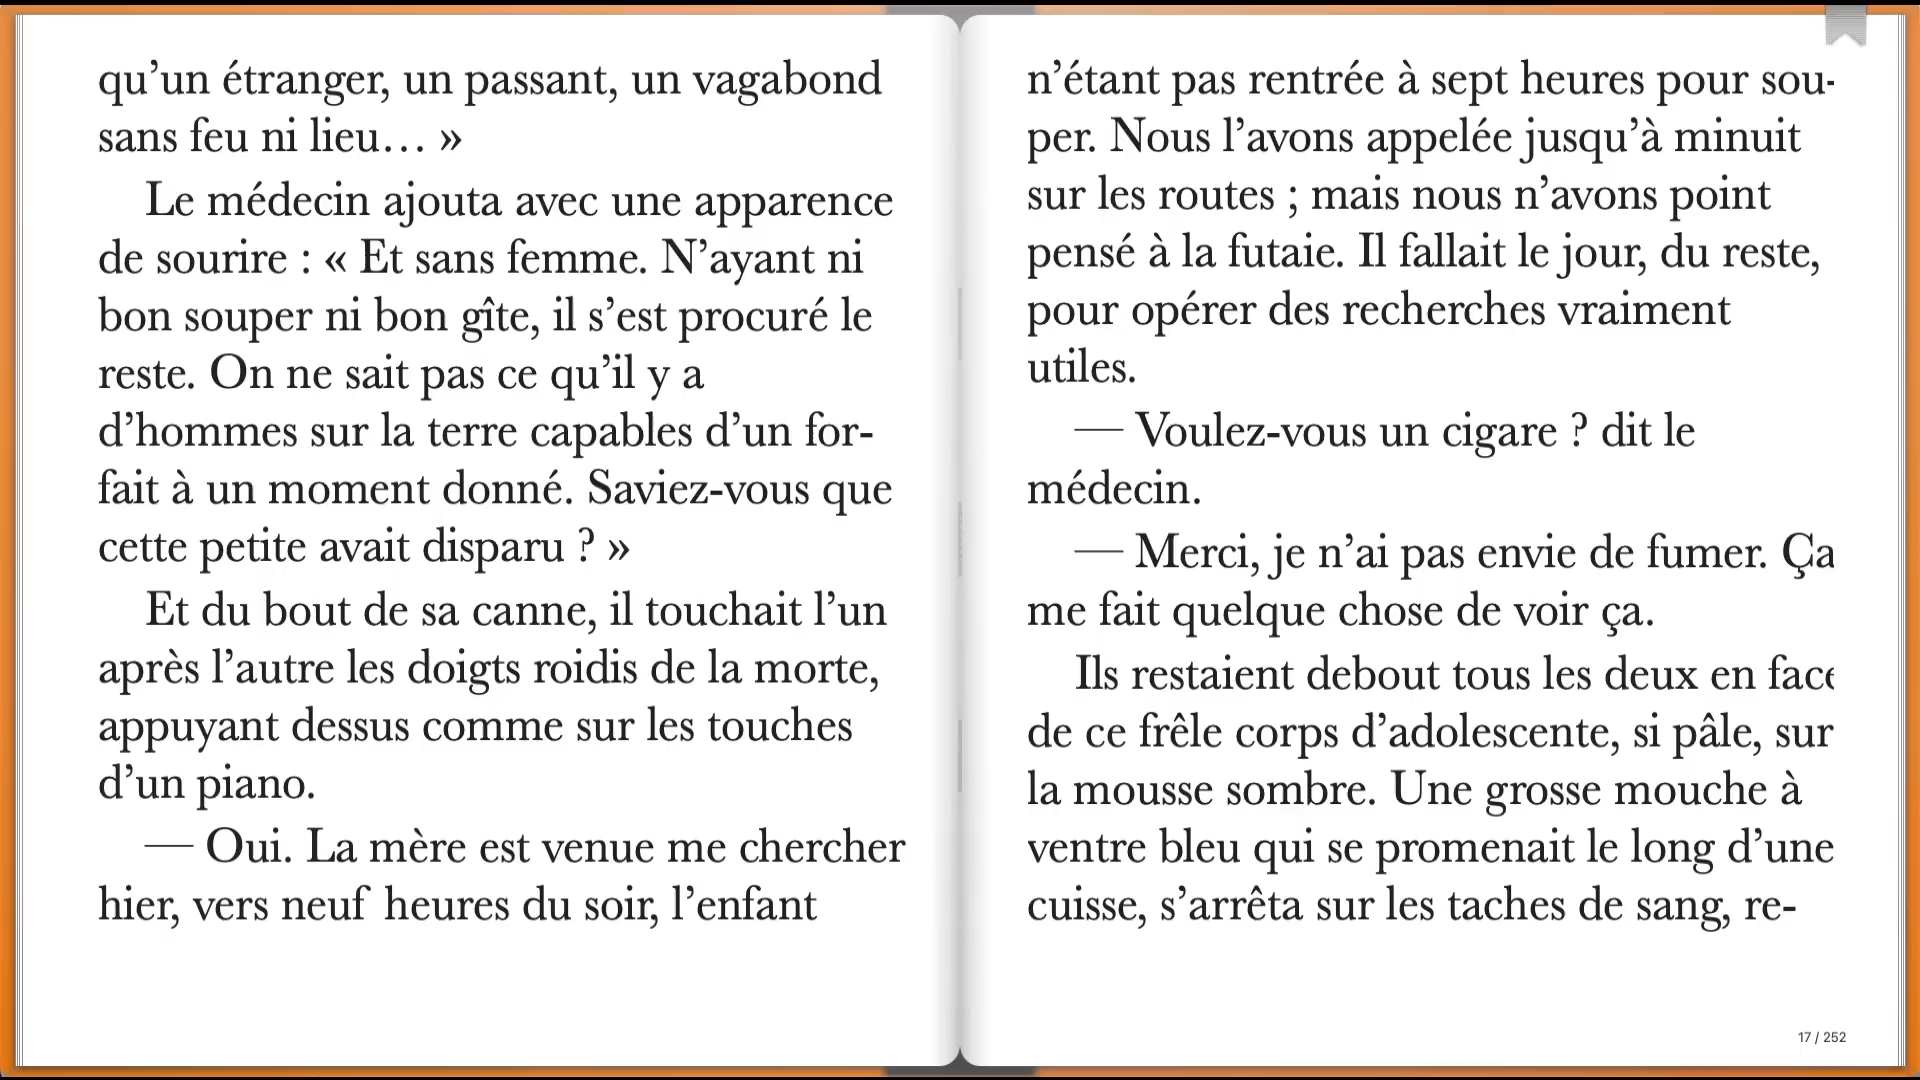 qu’un étranger, un passant, un vagabond
sans feu ni lieu… »
Le médecin ajouta avec une apparence
de sourire : « Et sans femme. N’ayant ni
bon souper ni bon gîte, il s’est procuré le
reste. On ne sait pas ce qu’il y a
d’hommes sur la terre capables d’un for-
fait à un moment donné. Saviez-vous que
cette petite avait disparu ? »
Et du bout de sa canne, il touchait l’un
après l’autre les doigts roidis de la morte,
appuyant dessus comme sur les touches
d’un piano.
— Oui. La mère est venue me chercher
hier, vers neuf heures du soir, l’enfant
n’étant pas rentrée à sept heures pour sou-
per. Nous l’avons appelée jusqu’à minuit
sur les routes ; mais nous n’avons point
pensé à la futaie. Il fallait le jour, du reste,
pour opérer des recherches vraiment
utiles.
— Voulez-vous un cigare ? dit le
médecin.
— Merci, je n’ai pas envie de fumer. Ça
me fait quelque chose de voir ça.
Ils restaient debout tous les deux en face
de ce frêle corps d’adolescente, si pâle, sur
la mousse sombre. Une grosse mouche à
ventre bleu qui se promenait le long d’une
cuisse, s’arrêta sur les taches de sang, re-
17 / 252